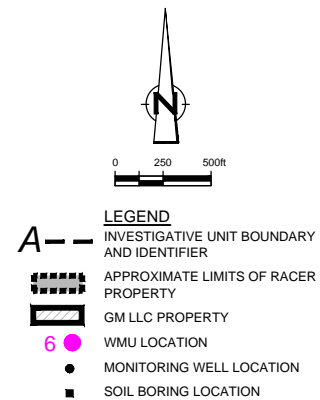 N
0 250 500ft
LEGEND
A INVESTIGATIVE UNIT BOUNDARY
AND IDENTIFIER
APPROXIMATE LIMITS OF RACER
PROPERTY
GM LLC PROPERTY
6 WMU LOCATION
MONITORING WELL LOCATION
SOIL BORING LOCATION